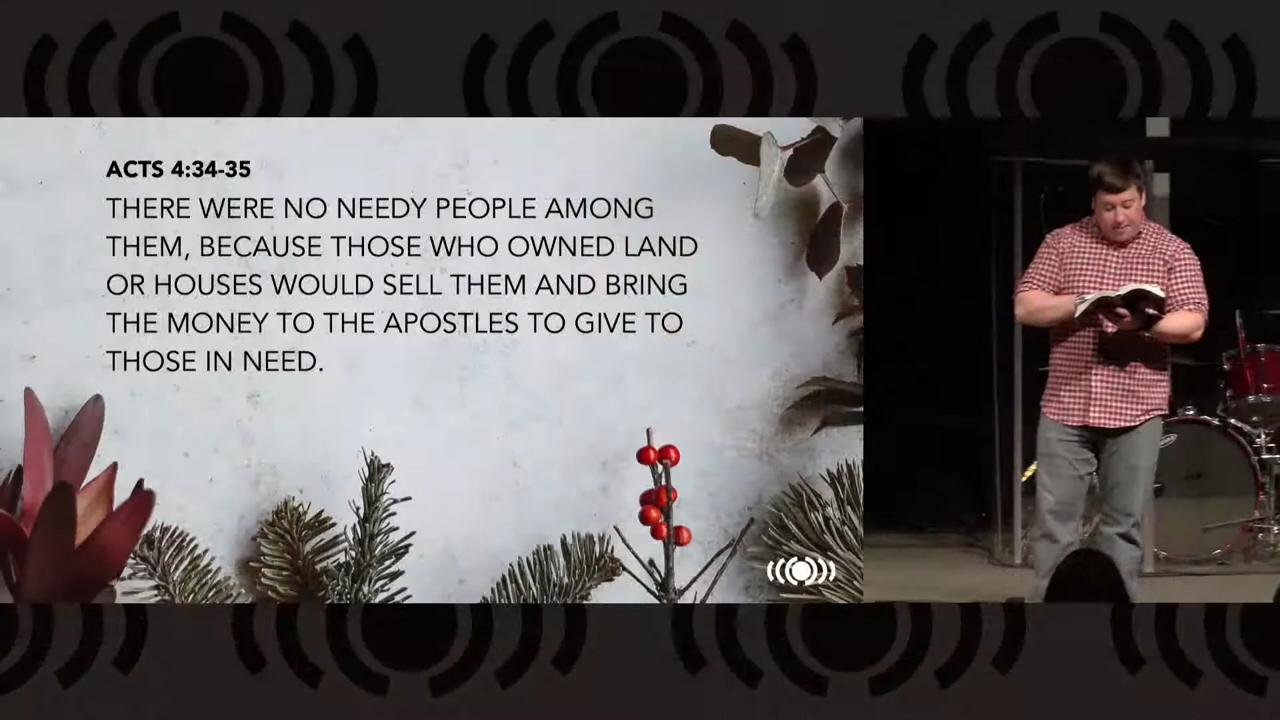 ACTS 4:34-35
THERE WERE NO NEEDY PEOPLE AMONG
THEM, BECAUSE THOSE WHO OWNED LAND
OR HOUSES WOULD SELL THEM AND BRING
THE MONEY TO THE APOSTLES TO GIVE TO
THOSE IN NEED.